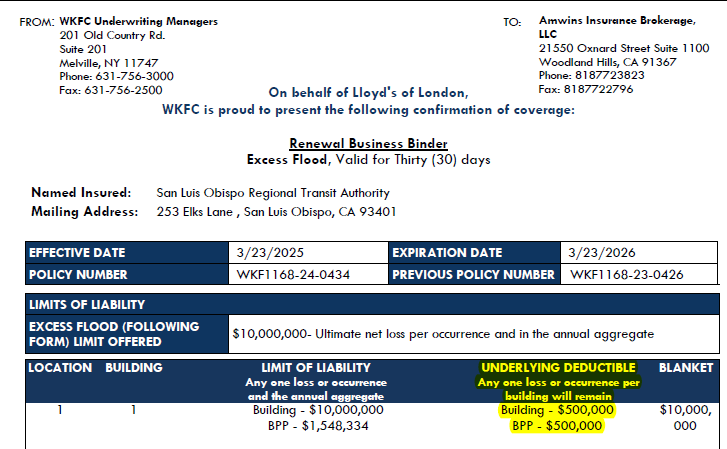 FROM: WKFC Underwriting Managers
201 Old Country Rd.
Suite 201
Melville, NY 11747
Phone: 631-756-3000
Fax: 631-756-2500
TO: Amwins Insurance Brokerage,
LLC
21550 Oxnard Street Suite 1100
Woodland Hills, CA 91367
Phone: 8187723823
Fax: 8187722796
On behalf of Lloyd's of London,
WKFC is proud to present the following confirmation of coverage:
Renewal Business Binder
Excess Flood, Valid for Thirty (30) days
Named Insured: San Luis Obispo Regional Transit Authority
Mailing Address: 253 Elks Lane , San Luis Obispo, CA 93401
EFFECTIVE DATE 3/23/2025 EXPIRATION DATE 3/23/2026
POLICY NUMBER WKF1168-24-0434 PREVIOUS POLICY NUMBER WKF1168-23-0426
LIMITS OF LIABILITY
EXCESS FLOOD (FOLLOWING
FORM) LIMIT OFFERED
$10,000,000- Ultimate net loss per occurrence and in the annual aggregate
LOCATION BUILDING LIMIT OF LIABILITY UNDERLYING DEDUCTIBLE BLANKET
Any one loss or occurrence Any one loss or occurrence per
and the annual aggregate building will remain
1 1 Building - $10,000,000 Building - $500,000 $10,000,
BPP - $1,548,334 BPP - $500,000 000